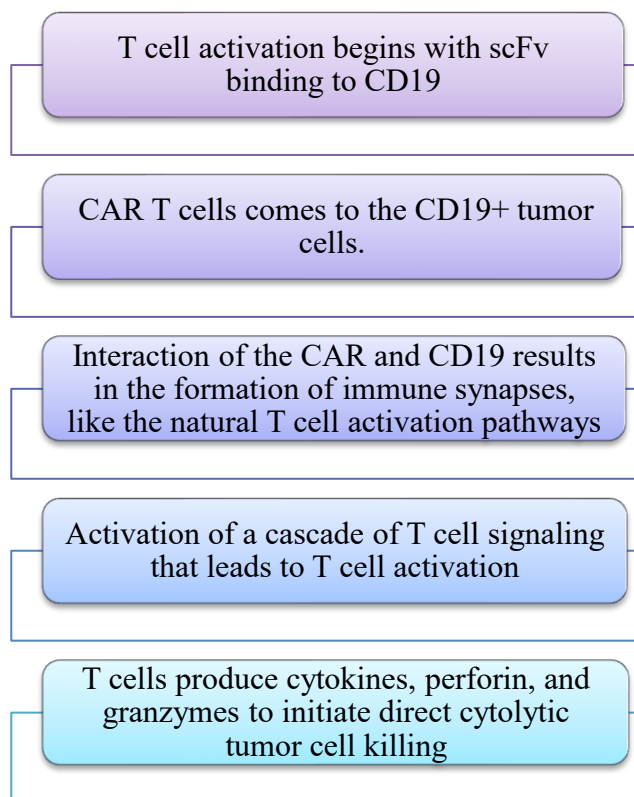 T cell activation begins with scFv
binding to CD19
CAR T cells comes to the CD19+ tumor
cells.
Interaction of the CAR and CD19 results
in the formation of immune synapses,
like the natural T cell activation pathways
Activation of a cascade of T cell signaling
that leads to T cell activation
T cells produce cytokines, perforin, and
granzymes to initiate direct cytolytic
tumor cell killing